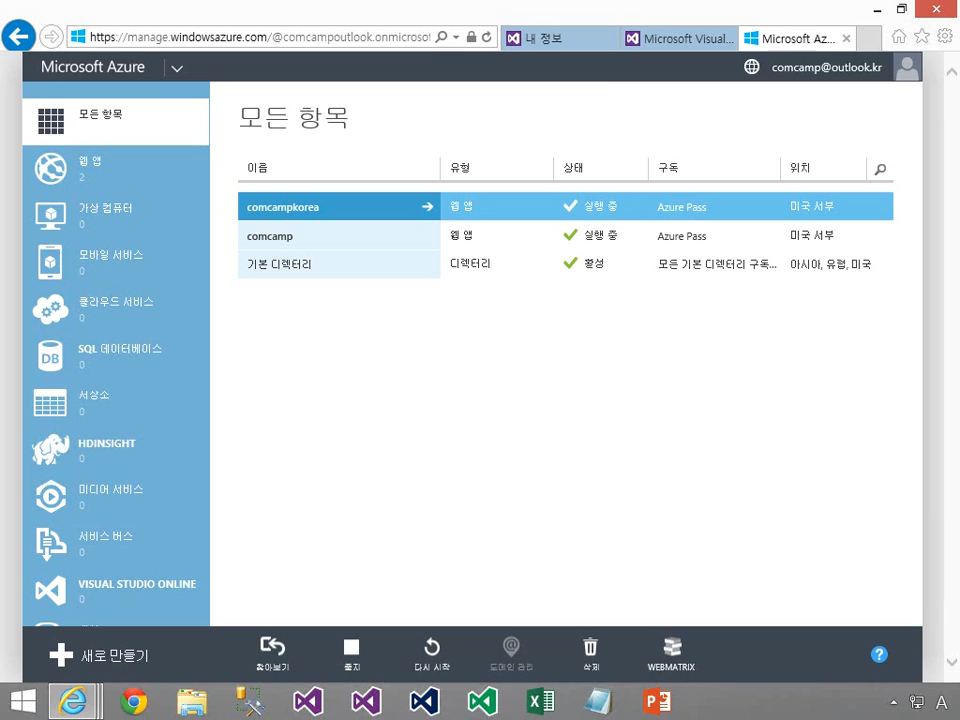 https://manage.windowsazure.com/@comcampoutlook.onmicrosof
내 정보
Microsoft Visual...
Microsoft Az...
Microsoft Azure
comcamp@outlook.kr
모든 항목
웹 앱
2
가상 컴퓨터
0
모바일 서비스
0
클라우드 서비스
0
SQL 데이터베이스
0
저장소
0
HDINSIGHT
0
미디어 서비스
0
서비스 버스
0
VISUAL STUDIO ONLINE
0
모든 항목
이름 유형 상태 구독 위치
comcampkorea 웹 앱 실행 중 Azure Pass 미국 서부
comcamp 웹 앱 실행 중 Azure Pass 미국 서부
기본 디렉터리 디렉터리 활성 모든 기본 디렉터리 구독... 아시아, 유럽, 미국
새로 만들기
찾아보기
중지
다시 시작
도메인 관리
삭제
WEBMATRIX
?
A